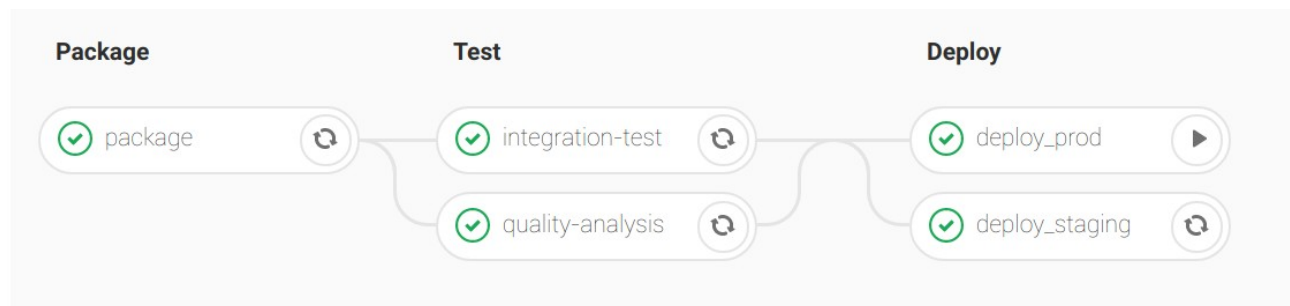 Package
Test
Deploy
package
integration-test
deploy_prod
quality-analysis
deploy_staging